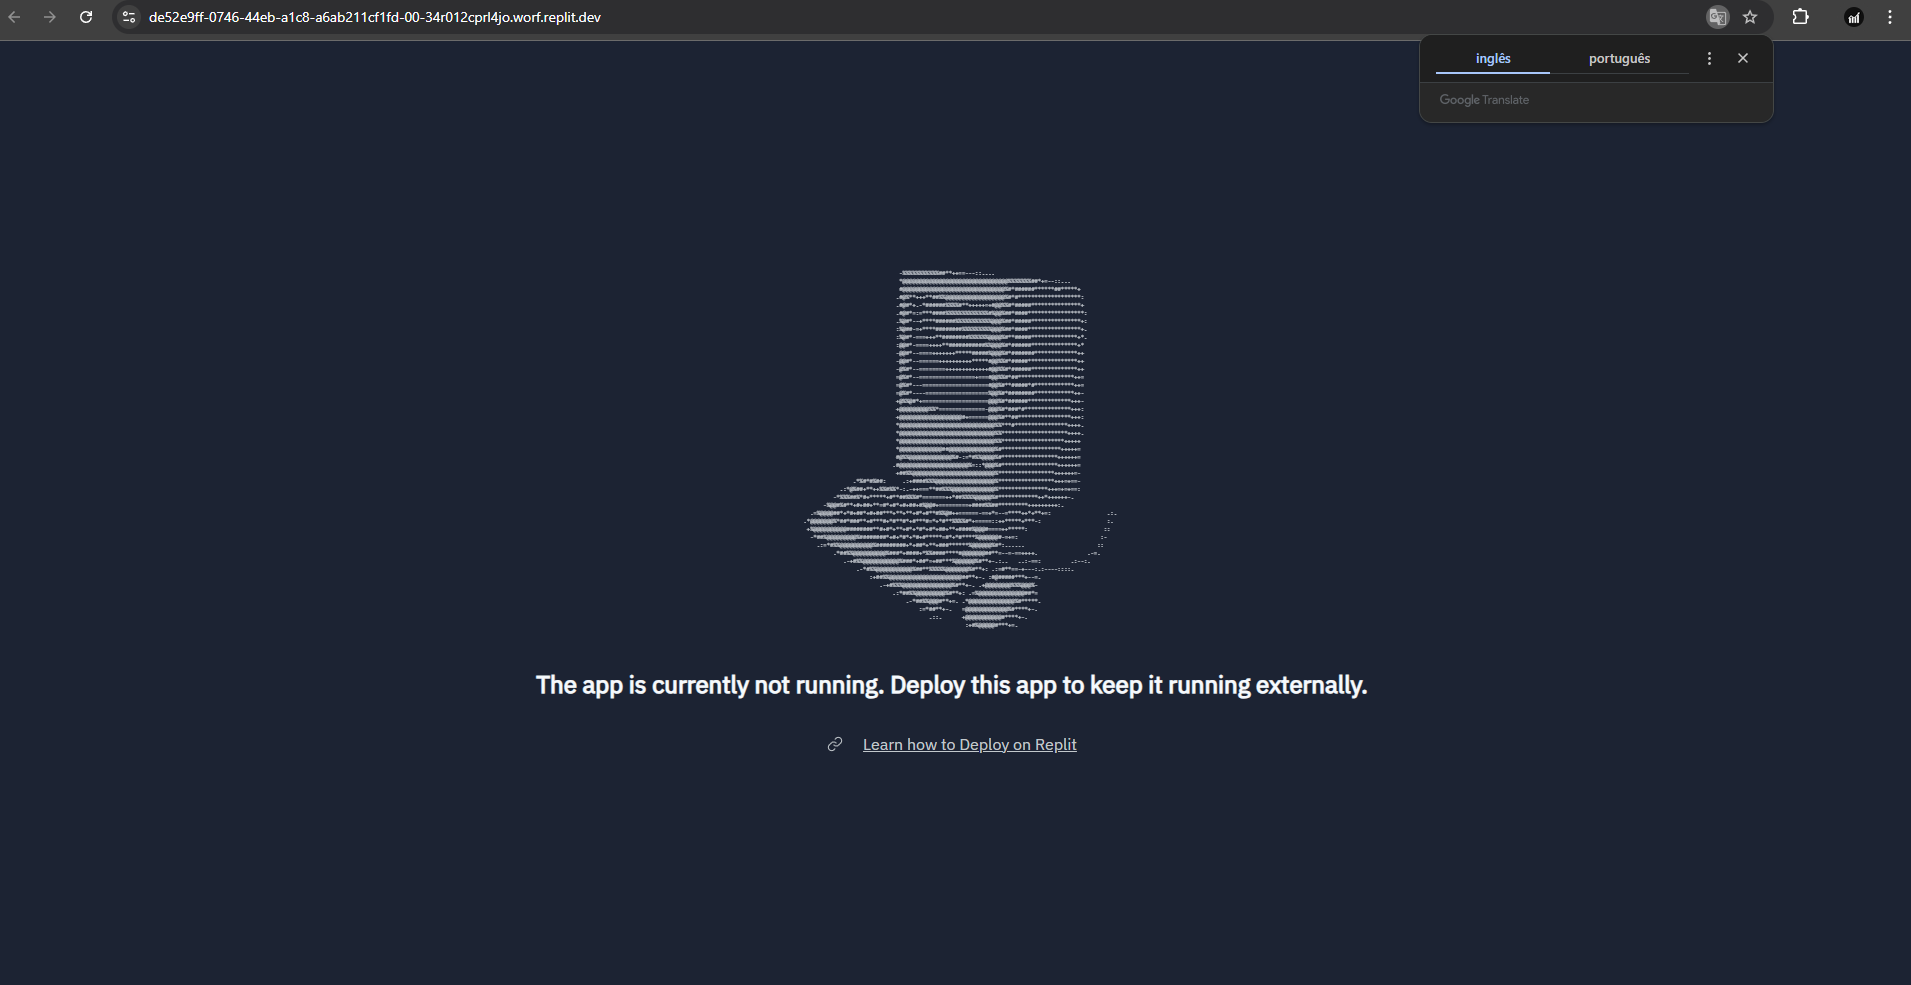 de52e9ff-0746-44eb-a1c8-a6ab211cf1fd-00-34r012cprl4jo.worf.replit.dev
inglês português
Google Translate
The app is currently not running. Deploy this app to keep it running externally.
Learn how to Deploy on Replit